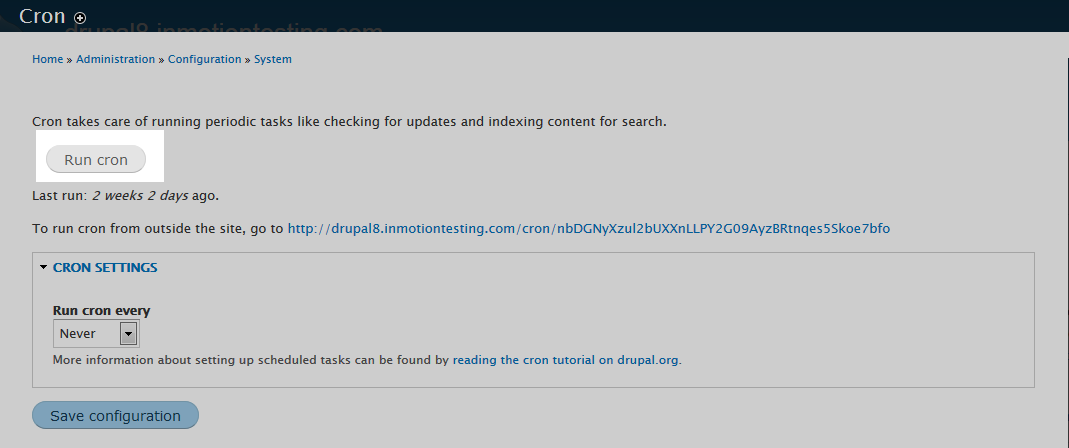 Cron
drupal8.inmotiontesting.com
Home » Administration » Configuration » System
Cron takes care of running periodic tasks like checking for updates and indexing content for search.
Run cron
Last run: 2 weeks 2 days ago.
To run cron from outside the site, go to http://drupal8.inmotiontesting.com/cron/nbDGNyXzul2bUXXnLLPY2G09AyzBRtnqes5Skoe7bfo
CRON SETTINGS
Run cron every
Never
More information about setting up scheduled tasks can be found by reading the cron tutorial on drupal.org.
Save configuration